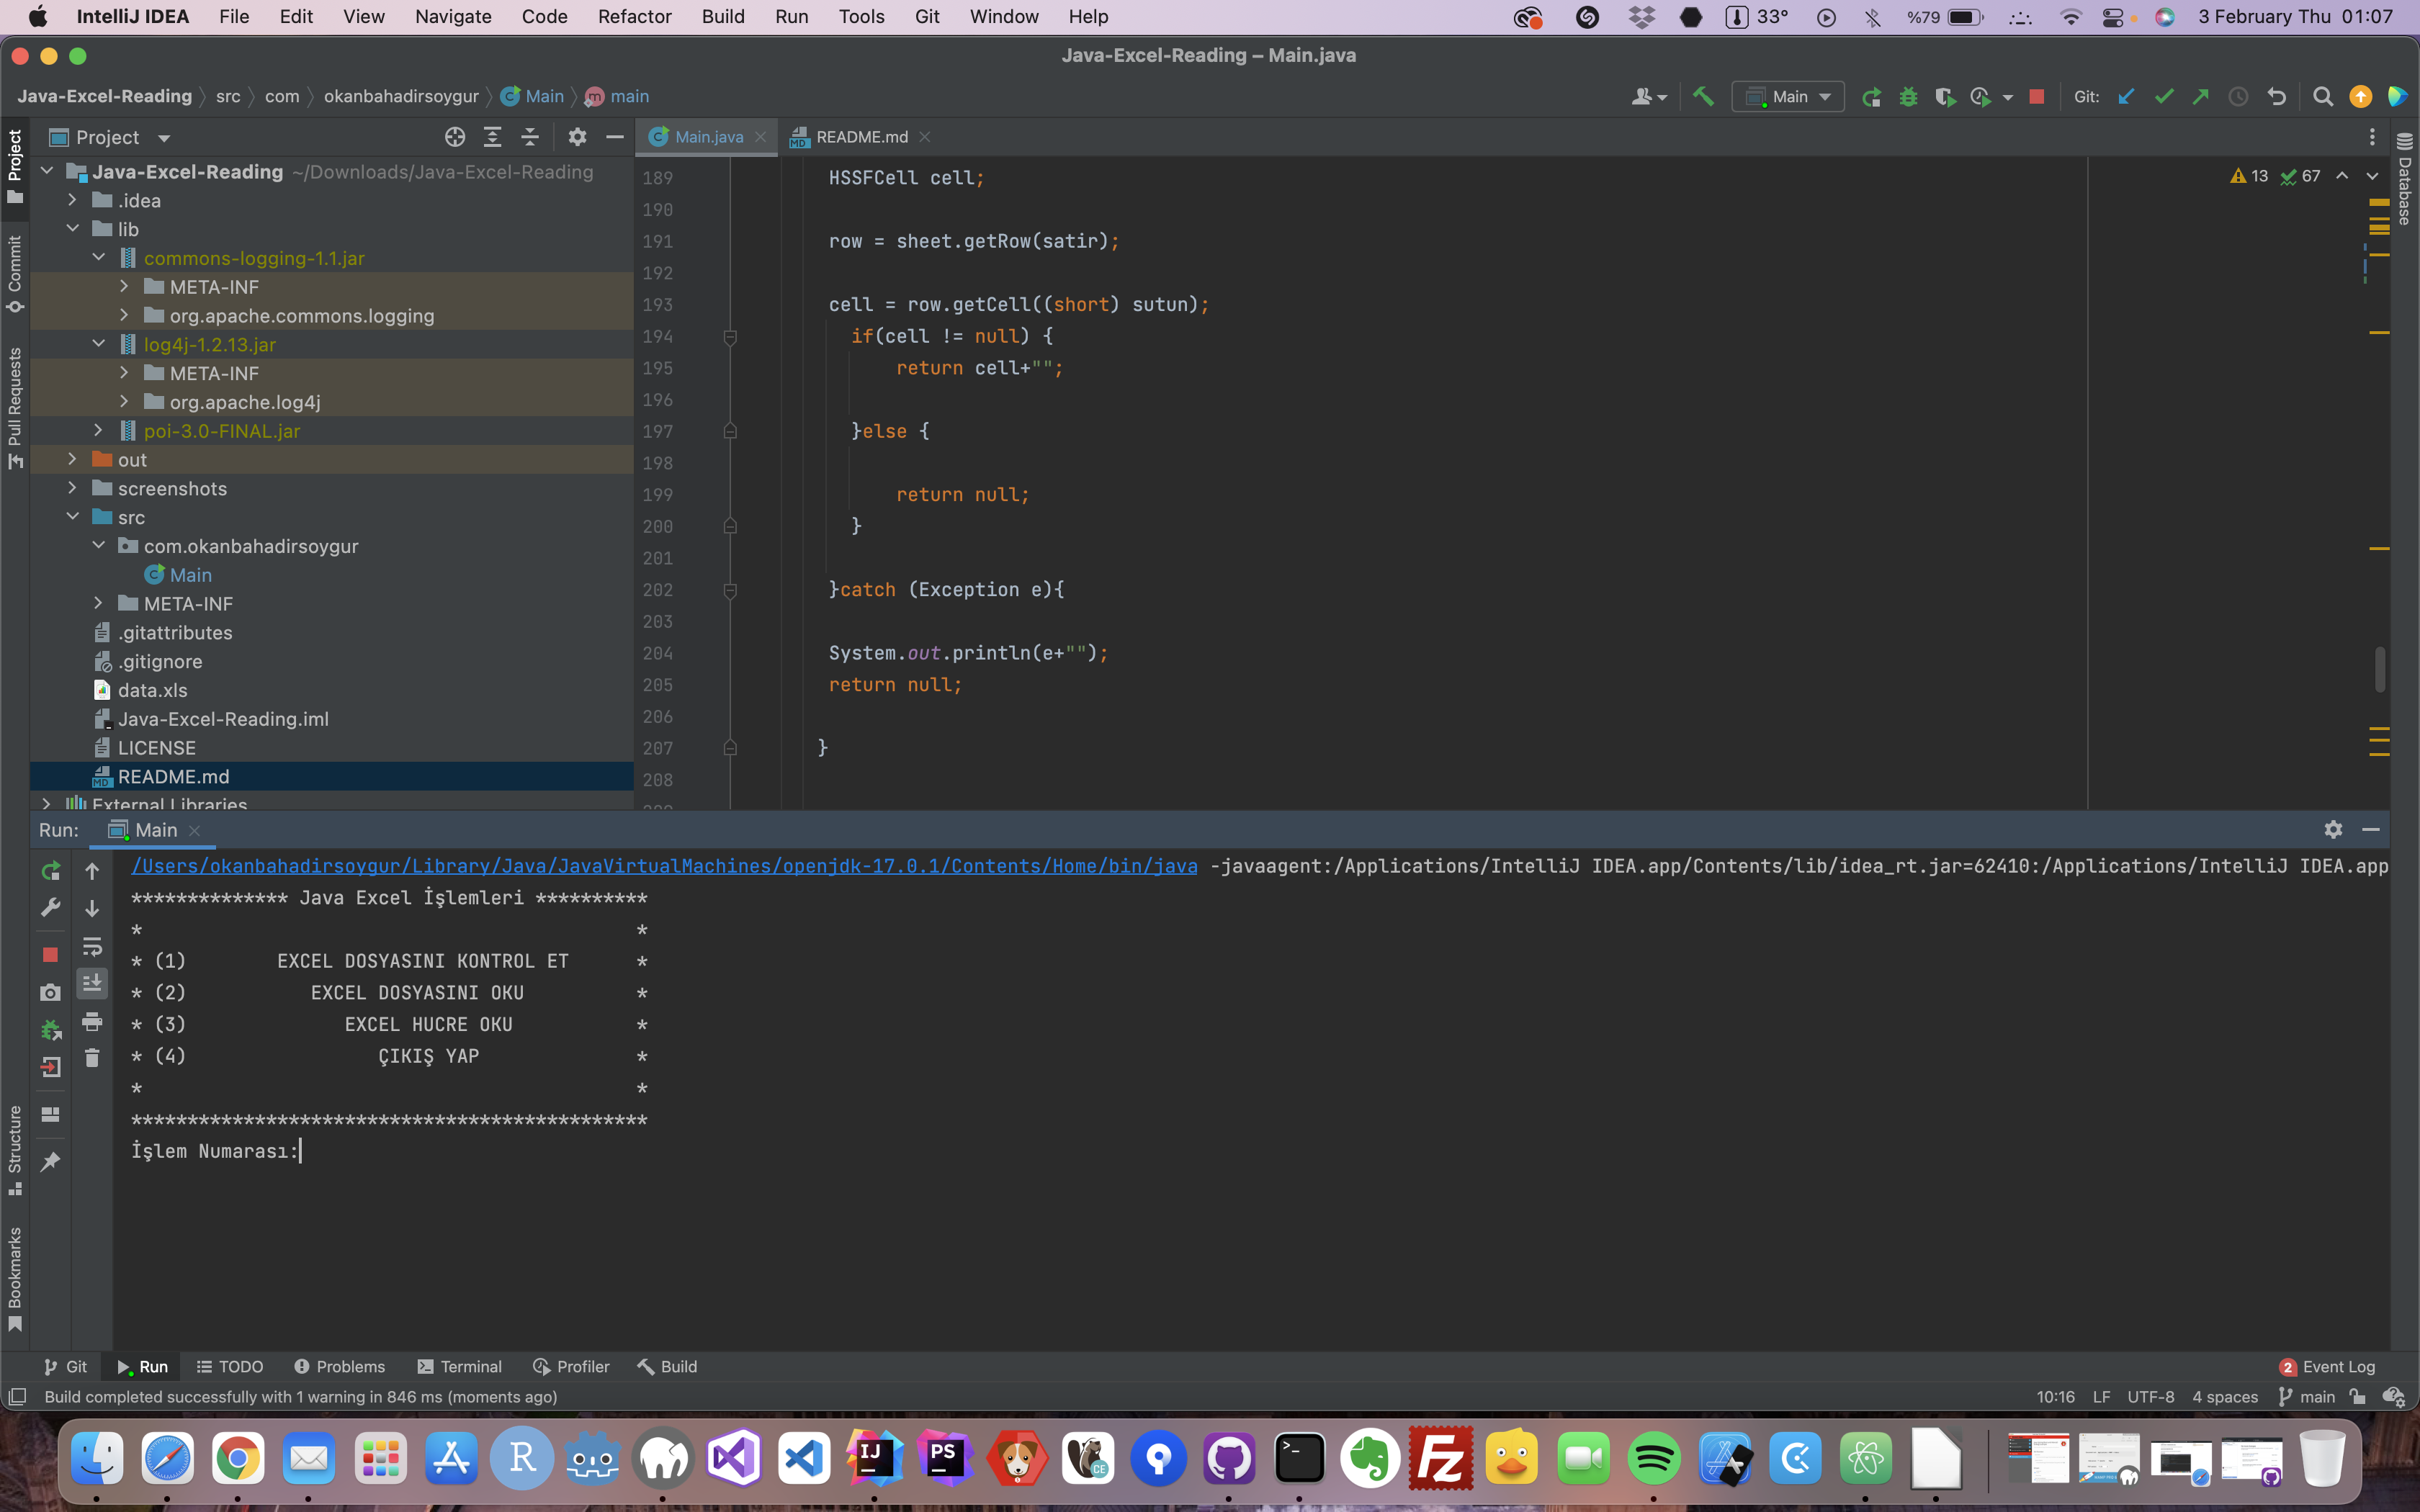 IntelliJ IDEA File Edit View Navigate Code Refactor Build Run Tools Git Window Help 33° %79 3 February Thu 01:07
Java-Excel-Reading – Main.java
Java-Excel-Reading src com okanbahadirsoygur Main main Main Git:
Project
Main.java README.md
Java-Excel-Reading ~/Downloads/Java-Excel-Reading
.idea
lib
commons-logging-1.1.jar
META-INF
org.apache.commons.logging
log4j-1.2.13.jar
META-INF
org.apache.log4j
poi-3.0-FINAL.jar
out
screenshots
src
com.okanbahadirsoygur
Main
META-INF
.gitattributes
.gitignore
data.xls
Java-Excel-Reading.iml
LICENSE
README.md
External Libraries
Project
Commit
Pull Requests
Structure
Bookmarks
13 67
189 HSSFCell cell;
190
191 row = sheet.getRow(satir);
192
193 cell = row.getCell((short) sutun);
194 if(cell != null) {
195 return cell+"";
196
197 }else {
198
199 return null;
200 }
201
202 }catch (Exception e){
203
204 System.out.println(e+"");
205 return null;
206
207 }
208
Database
Run: Main
/Users/okanbahadirsoygur/Library/Java/JavaVirtualMachines/openjdk-17.0.1/Contents/Home/bin/java -javaagent:/Applications/IntelliJ IDEA.app/Contents/lib/idea_rt.jar=62410:/Applications/IntelliJ IDEA.app
************** Java Excel İşlemleri **********
* *
* (1) EXCEL DOSYASINI KONTROL ET *
* (2) EXCEL DOSYASINI OKU *
* (3) EXCEL HUCRE OKU *
* (4) ÇIKIŞ YAP *
* *
**********************************************
İşlem Numarası:
Git Run TODO Problems Terminal Profiler Build 2 Event Log
Build completed successfully with 1 warning in 846 ms (moments ago) 10:16 LF UTF-8 4 spaces main
R IJ PS CE Fz